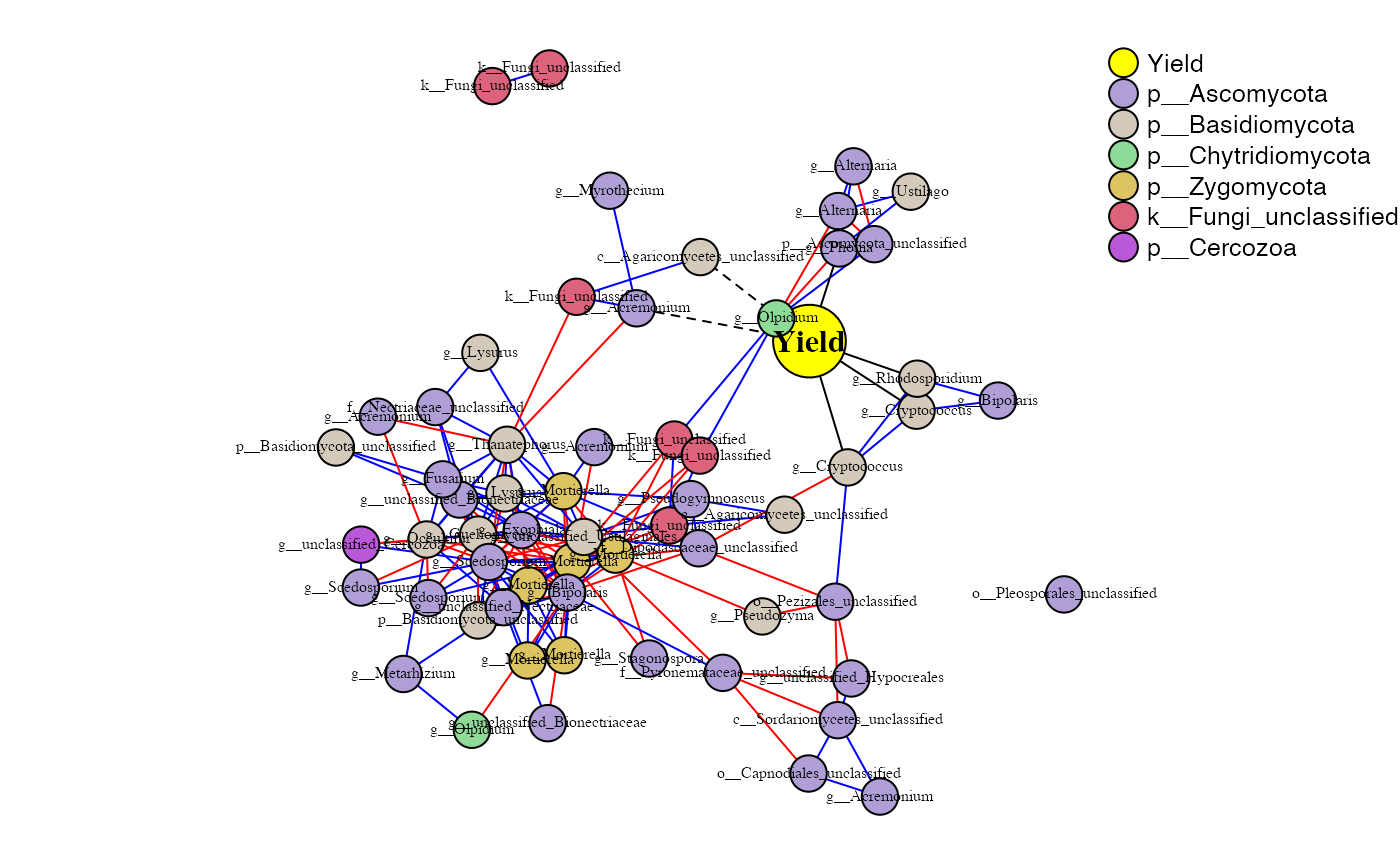 Yield
p__Ascomycota
p__Basidiomycota
p__Chytridiomycota
p__Zygomycota
k__Fungi_unclassified
p__Cercozoa
k__Fungi_unclassified
k__Fungi_unclassified
g__Alternaria
g__Myrothecium
g__Ustilago
g__Alternaria
p__Ascomycota_unclassified
g__Phoma
c__Agaricomycetes_unclassified
k__Fungi_unclassified
g__Acremonium
g__Olpidium
Yield
g__Lysurus
g__Rhodosporidium
g__Bipolaris
g__Cryptococcus
f__Nectriaceae_unclassified
g__Acremonium
p__Basidiomycota_unclassified
g__Thanatephorus
g__Acremonium
k__Fungi_unclassified
k__Fungi_unclassified
g__Cryptococcus
g__Fusarium
g__Lysurus
g__Mortierella
g__unclassified_Bionectriaceae
g__Pseudogymnoascus
c__Agaricomycetes_unclassified
k__Fungi_unclassified
g__Exophiala
g__unclassified_Ustilaginales
g__unclassified_Cercozoa
g__Mortierella
g__Scedosporium
g__Mortierella
g__Scedosporium
g__Mortierella
g__Bipolaris
g__Scedosporium
g__unclassified_Nectriaceae
o__Pezizales_unclassified
o__Pleosporales_unclassified
p__Basidiomycota_unclassified
g__Pseudozyma
g__Mortierella
g__Mortierella
g__Stagonospora
g__Metarhizium
f__Pyronemataceae_unclassified
g__unclassified_Hypocreales
c__Sordariomycetes_unclassified
g__unclassified_Bionectriaceae
g__Olpidium
o__Capnodiales_unclassified
g__Acremonium